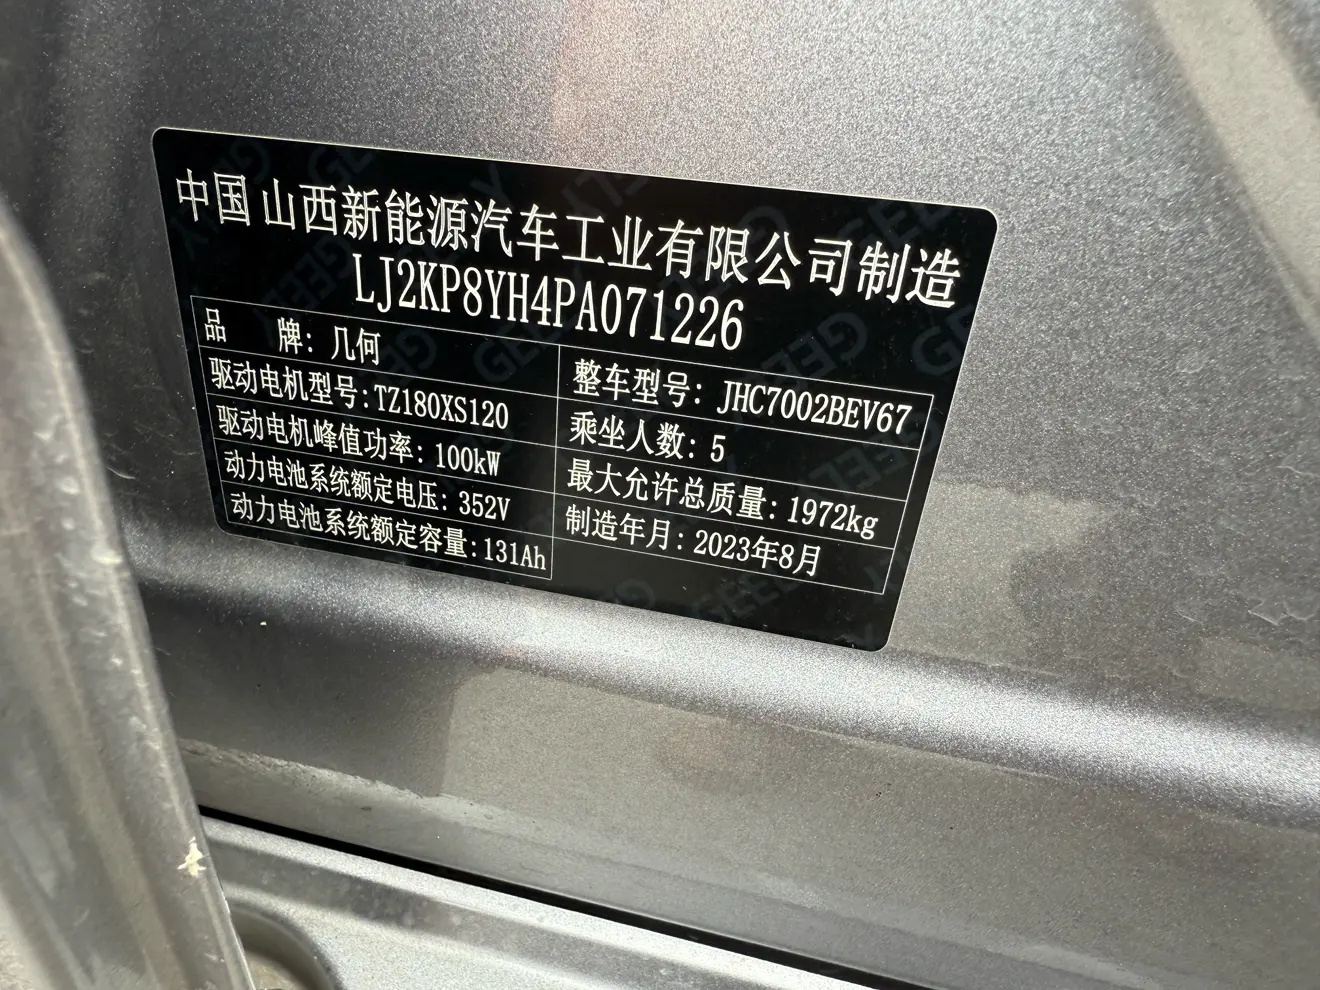 中国 山西新能源汽车工业有限公司制造
LJ2KP8YH4PA071226
品 牌: 几何
驱动电机型号:TZ180XS120
驱动电机峰值功率: 100kW
动力电池系统额定电压: 352V
动力电池系统额定容量:131Ah
整车型号: JHC7002BEV67
乘坐人数: 5
最大允许总质量: 1972kg
制造年月: 2023年8月